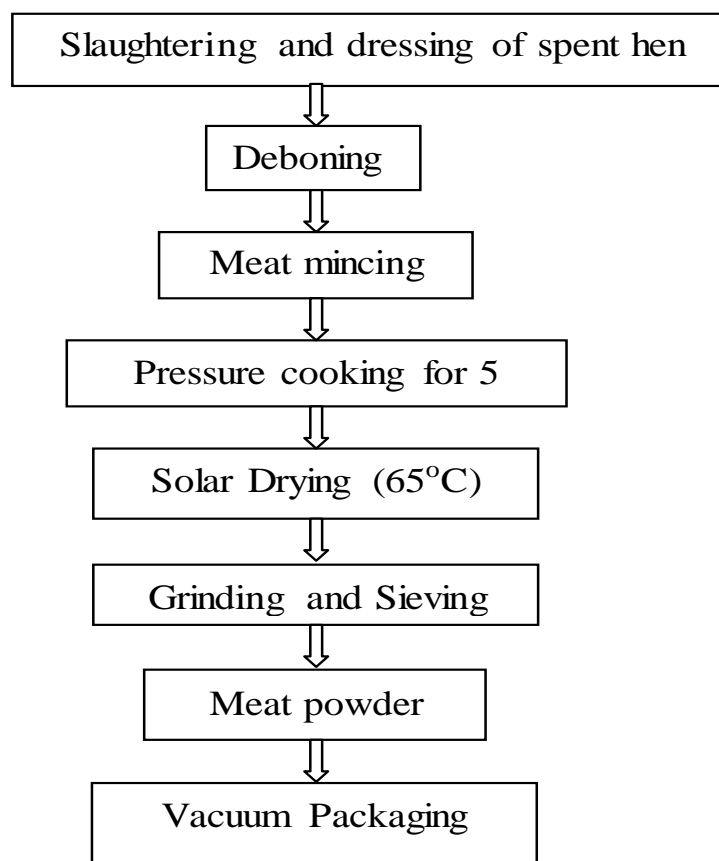 Slaughtering and dressing of spent hen
Deboning
Meat mincing
Pressure cooking for 5
Solar Drying (65°C)
Grinding and Sieving
Meat powder
Vacuum Packaging